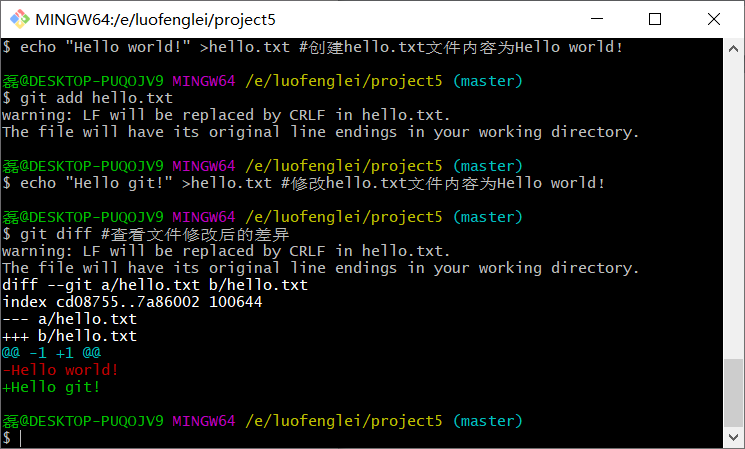 MINGW64:/e/luofenglei/project5
$ echo "Hello world!" >hello.txt #创建hello.txt文件内容为Hello world!
磊@DESKTOP-PUQOJV9 MINGW64 /e/luofenglei/project5 (master)
$ git add hello.txt
warning: LF will be replaced by CRLF in hello.txt.
The file will have its original line endings in your working directory.
磊@DESKTOP-PUQOJV9 MINGW64 /e/luofenglei/project5 (master)
$ echo "Hello git!" >hello.txt #修改hello.txt文件内容为Hello world!
磊@DESKTOP-PUQOJV9 MINGW64 /e/luofenglei/project5 (master)
$ git diff #查看文件修改后的差异
warning: LF will be replaced by CRLF in hello.txt.
The file will have its original line endings in your working directory.
diff --git a/hello.txt b/hello.txt
index cd08755..7a86002 100644
--- a/hello.txt
+++ b/hello.txt
@@ -1 +1 @@
-Hello world!
+Hello git!
磊@DESKTOP-PUQOJV9 MINGW64 /e/luofenglei/project5 (master)
$